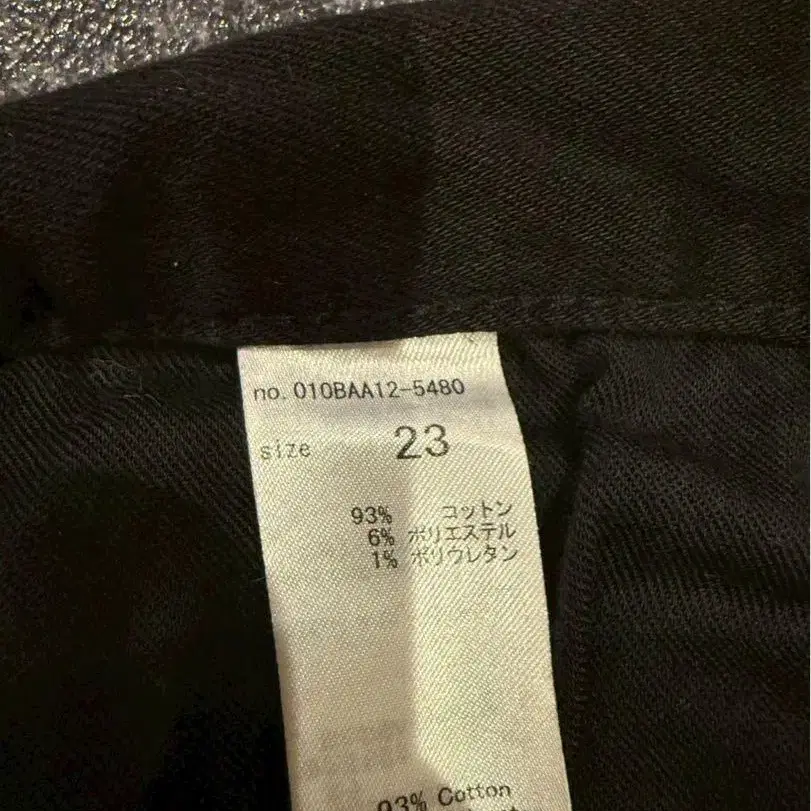 no. 010BAA12-5480
size 23
93% コットン
6% ポリエステル
1% ポリウレタン
93% Cotton